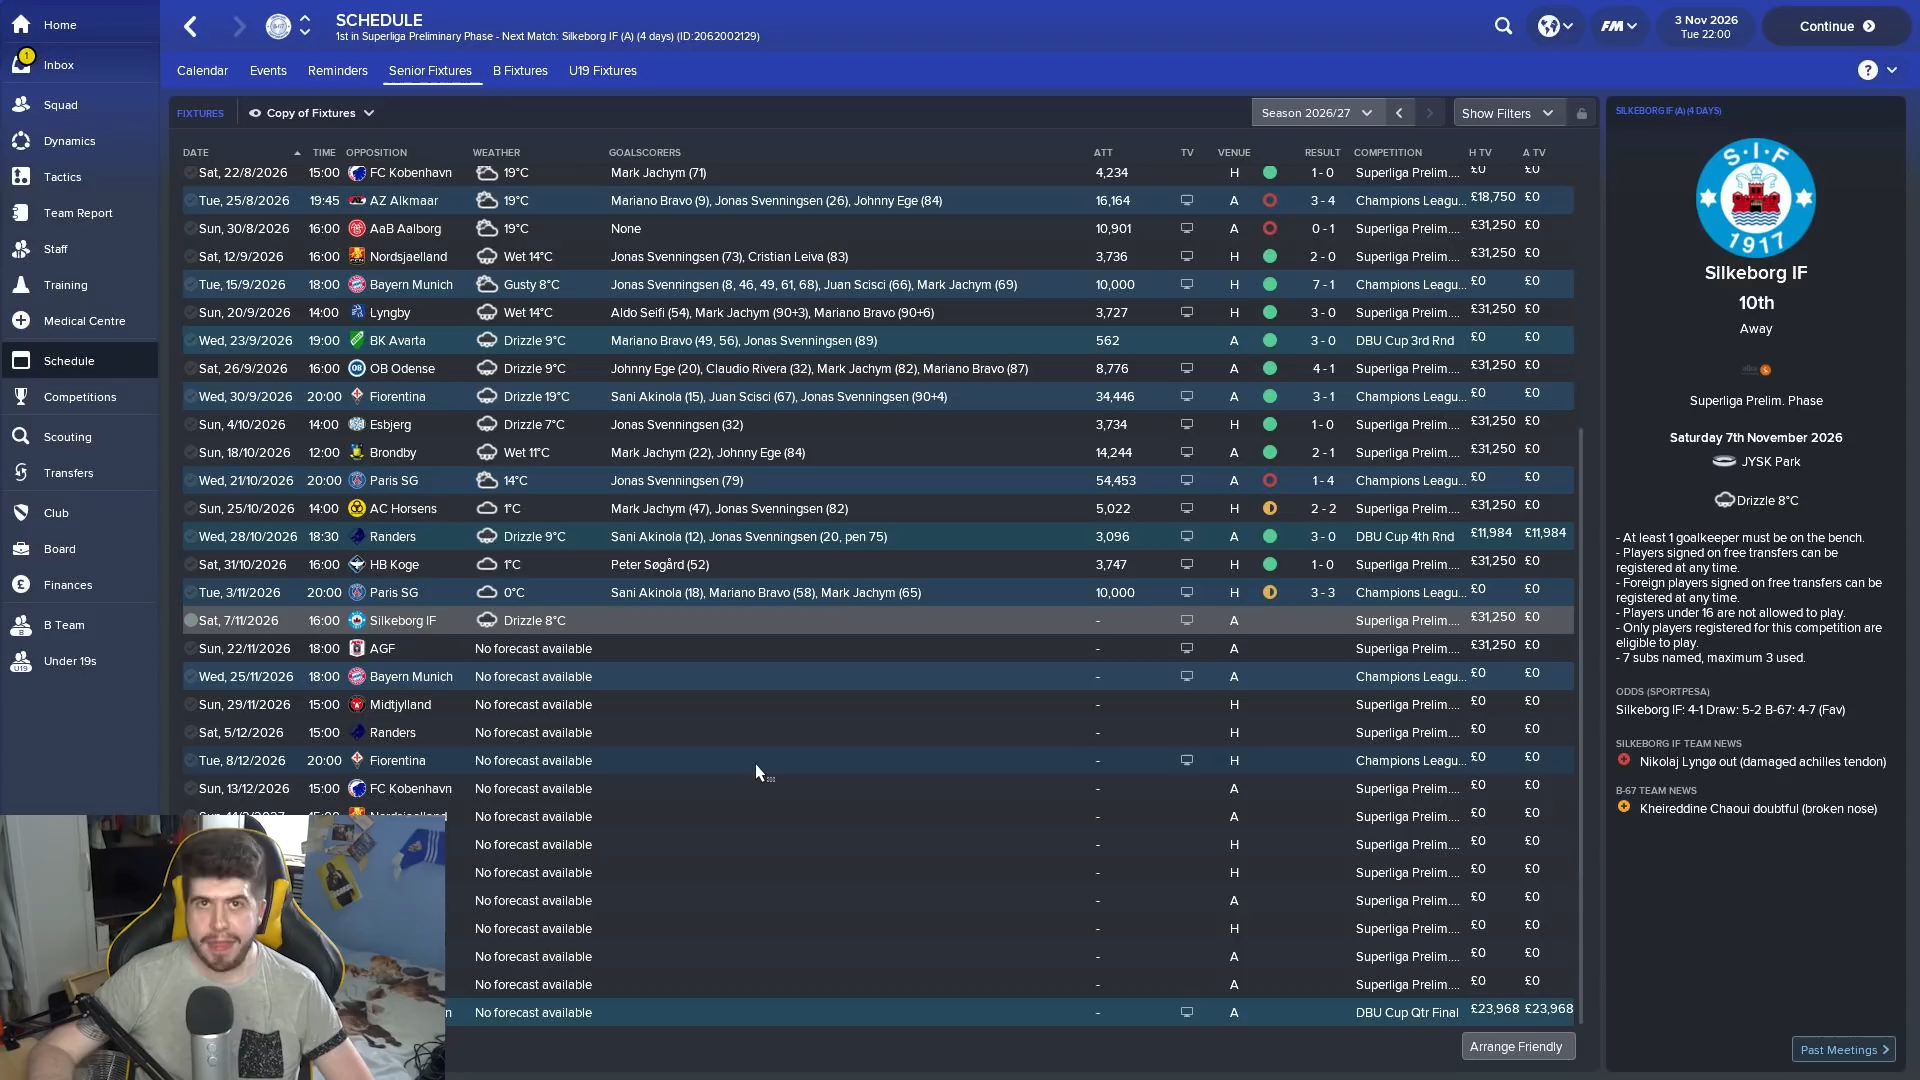 Home
SCHEDULE
1st in Superliga Preliminary Phase - Next Match: Silkeborg IF (A) (4 days) (ID:2062002129)
FM
3 Nov 2026
Tue 22:00
Continue
1
Inbox
Squad
Dynamics
Tactics
Team Report
Staff
Training
Medical Centre
Schedule
Competitions
Scouting
Transfers
Club
Board
Finances
B Team
Under 19s
Calendar Events Reminders Senior Fixtures B Fixtures U19 Fixtures
?
FIXTURES Copy of Fixtures Season 2026/27 Show Filters
DATE TIME OPPOSITION WEATHER GOALSCORERS ATT TV VENUE RESULT COMPETITION H TV A TV
Sat, 22/8/2026 15:00 FC Kobenhavn 19°C Mark Jachym (71) 4,234 H 1 - 0 Superliga Prelim.... £0 £0
Tue, 25/8/2026 19:45 AZ Alkmaar 19°C Mariano Bravo (9), Jonas Svenningsen (26), Johnny Ege (84) 16,164 A 3 - 4 Champions Leagu... £18,750 £0
Sun, 30/8/2026 16:00 AaB Aalborg 19°C None 10,901 A 0 - 1 Superliga Prelim.... £31,250 £0
Sat, 12/9/2026 16:00 Nordsjaelland Wet 14°C Jonas Svenningsen (73), Cristian Leiva (83) 3,736 H 2 - 0 Superliga Prelim.... £31,250 £0
Tue, 15/9/2026 18:00 Bayern Munich Gusty 8°C Jonas Svenningsen (8, 46, 49, 61, 68), Juan Scisci (66), Mark Jachym (69) 10,000 H 7 - 1 Champions Leagu... £0 £0
Sun, 20/9/2026 14:00 Lyngby Wet 14°C Aldo Seifi (54), Mark Jachym (90+3), Mariano Bravo (90+6) 3,727 H 3 - 0 Superliga Prelim.... £31,250 £0
Wed, 23/9/2026 19:00 BK Avarta Drizzle 9°C Mariano Bravo (49, 56), Jonas Svenningsen (89) 562 A 3 - 0 DBU Cup 3rd Rnd £0 £0
Sat, 26/9/2026 16:00 OB Odense Drizzle 9°C Johnny Ege (20), Claudio Rivera (32), Mark Jachym (82), Mariano Bravo (87) 8,776 A 4 - 1 Superliga Prelim.... £31,250 £0
Wed, 30/9/2026 20:00 Fiorentina Drizzle 19°C Sani Akinola (15), Juan Scisci (67), Jonas Svenningsen (90+4) 34,446 A 3 - 1 Champions Leagu... £0 £0
Sun, 4/10/2026 14:00 Esbjerg Drizzle 7°C Jonas Svenningsen (32) 3,734 H 1 - 0 Superliga Prelim.... £31,250 £0
Sun, 18/10/2026 12:00 Brondby Wet 11°C Mark Jachym (22), Johnny Ege (84) 14,244 A 2 - 1 Superliga Prelim.... £31,250 £0
Wed, 21/10/2026 20:00 Paris SG 14°C Jonas Svenningsen (79) 54,453 A 1 - 4 Champions Leagu... £0 £0
Sun, 25/10/2026 14:00 AC Horsens 1°C Mark Jachym (47), Jonas Svenningsen (82) 5,022 H 2 - 2 Superliga Prelim.... £31,250 £0
Wed, 28/10/2026 18:30 Randers Drizzle 9°C Sani Akinola (12), Jonas Svenningsen (20, pen 75) 3,096 A 3 - 0 DBU Cup 4th Rnd £11,984 £11,984
Sat, 31/10/2026 16:00 HB Koge 1°C Peter Søgård (52) 3,747 H 1 - 0 Superliga Prelim.... £31,250 £0
Tue, 3/11/2026 20:00 Paris SG 0°C Sani Akinola (18), Mariano Bravo (58), Mark Jachym (65) 10,000 H 3 - 3 Champions Leagu... £0 £0
Sat, 7/11/2026 16:00 Silkeborg IF Drizzle 8°C - A Superliga Prelim.... £31,250 £0
Sun, 22/11/2026 18:00 AGF No forecast available - A Superliga Prelim.... £31,250 £0
Wed, 25/11/2026 18:00 Bayern Munich No forecast available - A Champions Leagu... £0 £0
Sun, 29/11/2026 15:00 Midtjylland No forecast available - H Superliga Prelim.... £0 £0
Sat, 5/12/2026 15:00 Randers No forecast available - H Superliga Prelim.... £0 £0
Tue, 8/12/2026 20:00 Fiorentina No forecast available - H Champions Leagu... £0 £0
Sun, 13/12/2026 15:00 FC Kobenhavn No forecast available - A Superliga Prelim.... £0 £0
No forecast available - A Superliga Prelim.... £0 £0
No forecast available - H Superliga Prelim.... £0 £0
No forecast available - H Superliga Prelim.... £0 £0
No forecast available - A Superliga Prelim.... £0 £0
No forecast available - H Superliga Prelim.... £0 £0
No forecast available - A Superliga Prelim.... £0 £0
No forecast available - A Superliga Prelim.... £0 £0
No forecast available - A DBU Cup Qtr Final £23,968 £23,968
Arrange Friendly
SILKEBORG IF (A) (4 DAYS)
S·I·F
1917
Silkeborg IF
10th
Away
Superliga Prelim. Phase
Saturday 7th November 2026
JYSK Park
Drizzle 8°C
- At least 1 goalkeeper must be on the bench.
- Players signed on free transfers can be
registered at any time.
- Foreign players signed on free transfers can be
registered at any time.
- Players under 16 are not allowed to play.
- Only players registered for this competition are
eligible to play.
- 7 subs named, maximum 3 used.
ODDS (SPORTPESA)
Silkeborg IF: 4-1 Draw: 5-2 B-67: 4-7 (Fav)
SILKEBORG IF TEAM NEWS
Nikolaj Lyngø out (damaged achilles tendon)
B-67 TEAM NEWS
Kheireddine Chaoui doubtful (broken nose)
Past Meetings